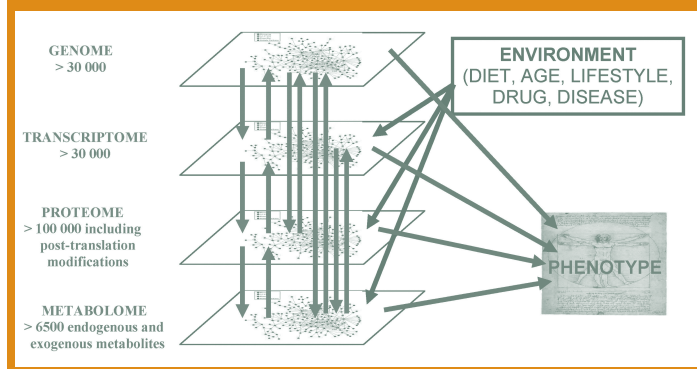 GENOME
> 30 000
TRANSCRIPTOME
> 30 000
PROTEOME
> 100 000 including
post-translation
modifications
METABOLOME
> 6500 endogenous and
exogenous metabolites
ENVIRONMENT
(DIET, AGE, LIFESTYLE,
DRUG, DISEASE)
PHENOTYPE